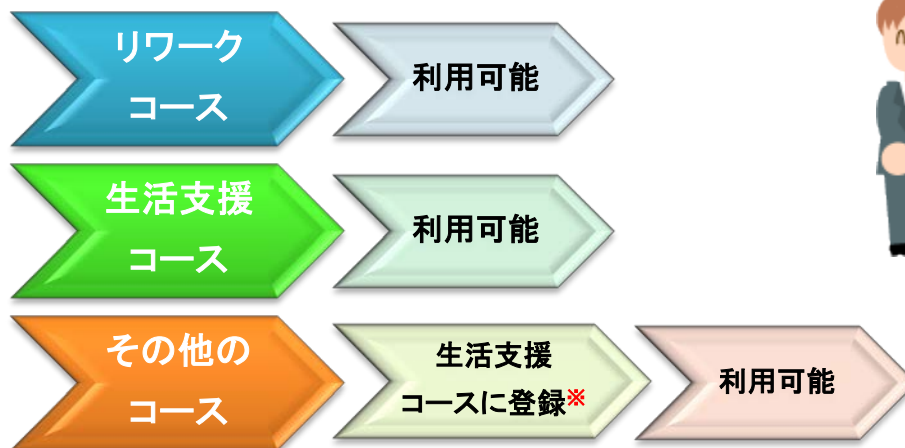 リワーク
コース
利用可能
生活支援
コース
利用可能
その他の
コース
生活支援
コースに登録※
利用可能